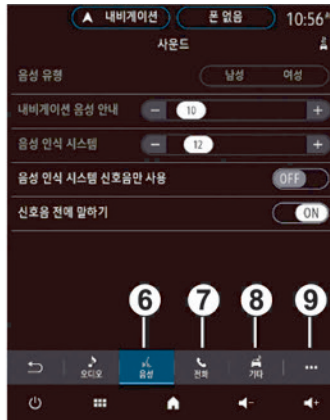 내비게이션 폰 없음 10:56
사운드
음성 유형 남성 여성
내비게이션 음성 안내 − 10 +
음성 인식 시스템 − 12 +
음성 인식 시스템 신호음만 사용 OFF
신호음 전에 말하기 ON
6 7 8 9
오디오 음성 전화 기타 •••